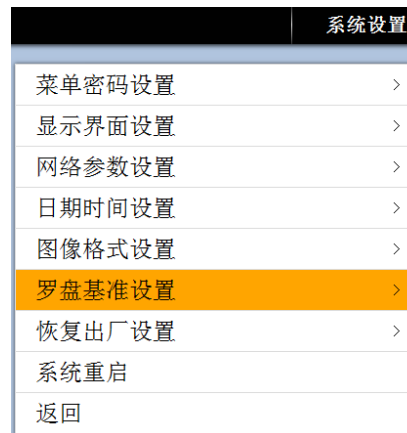 系统设置
菜单密码设置
显示界面设置
网络参数设置
日期时间设置
图像格式设置
罗盘基准设置
恢复出厂设置
系统重启
返回